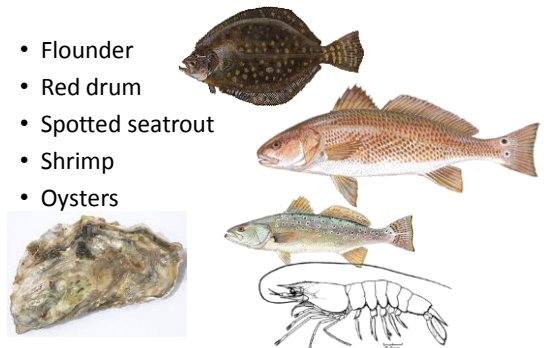 • Flounder
• Red drum
• Spotted seatrout
• Shrimp
• Oysters